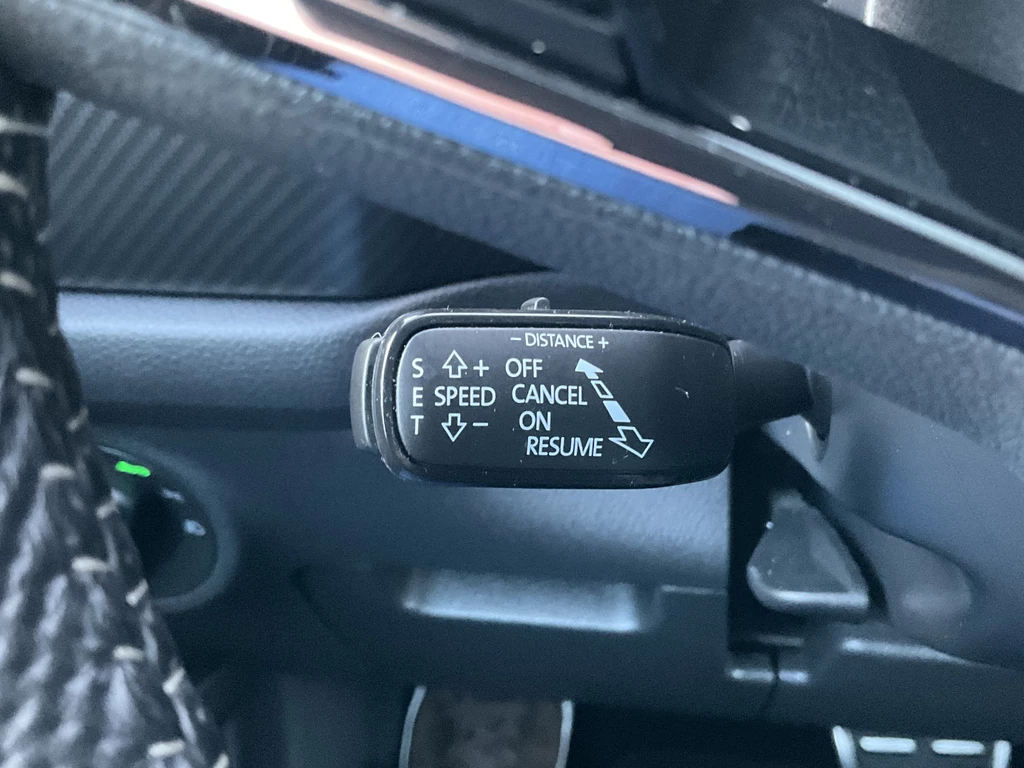 − DISTANCE +
S + OFF
E SPEED CANCEL
T − ON
RESUME